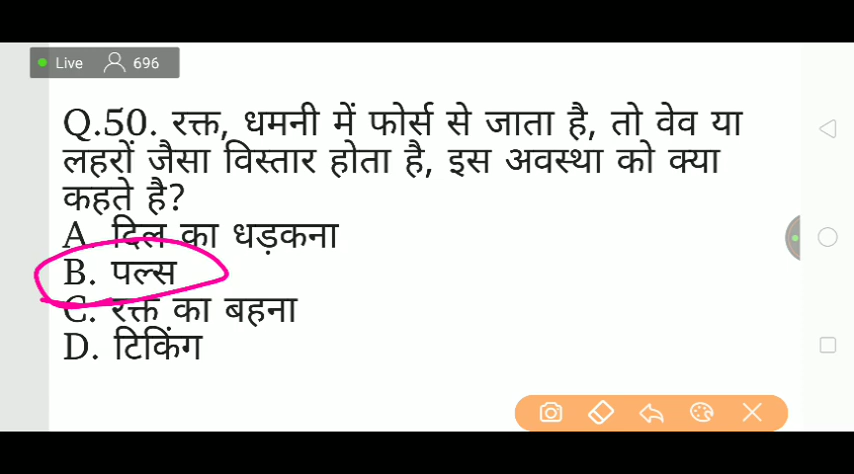 Live 696
Q.50. रक्त, धमनी में फोर्स से जाता है, तो वेव या
लहरों जैसा विस्तार होता है, इस अवस्था को क्या
कहते है?
A. दिल का धड़कना
B. पल्स
C. रक्त का बहना
D. टिकिंग